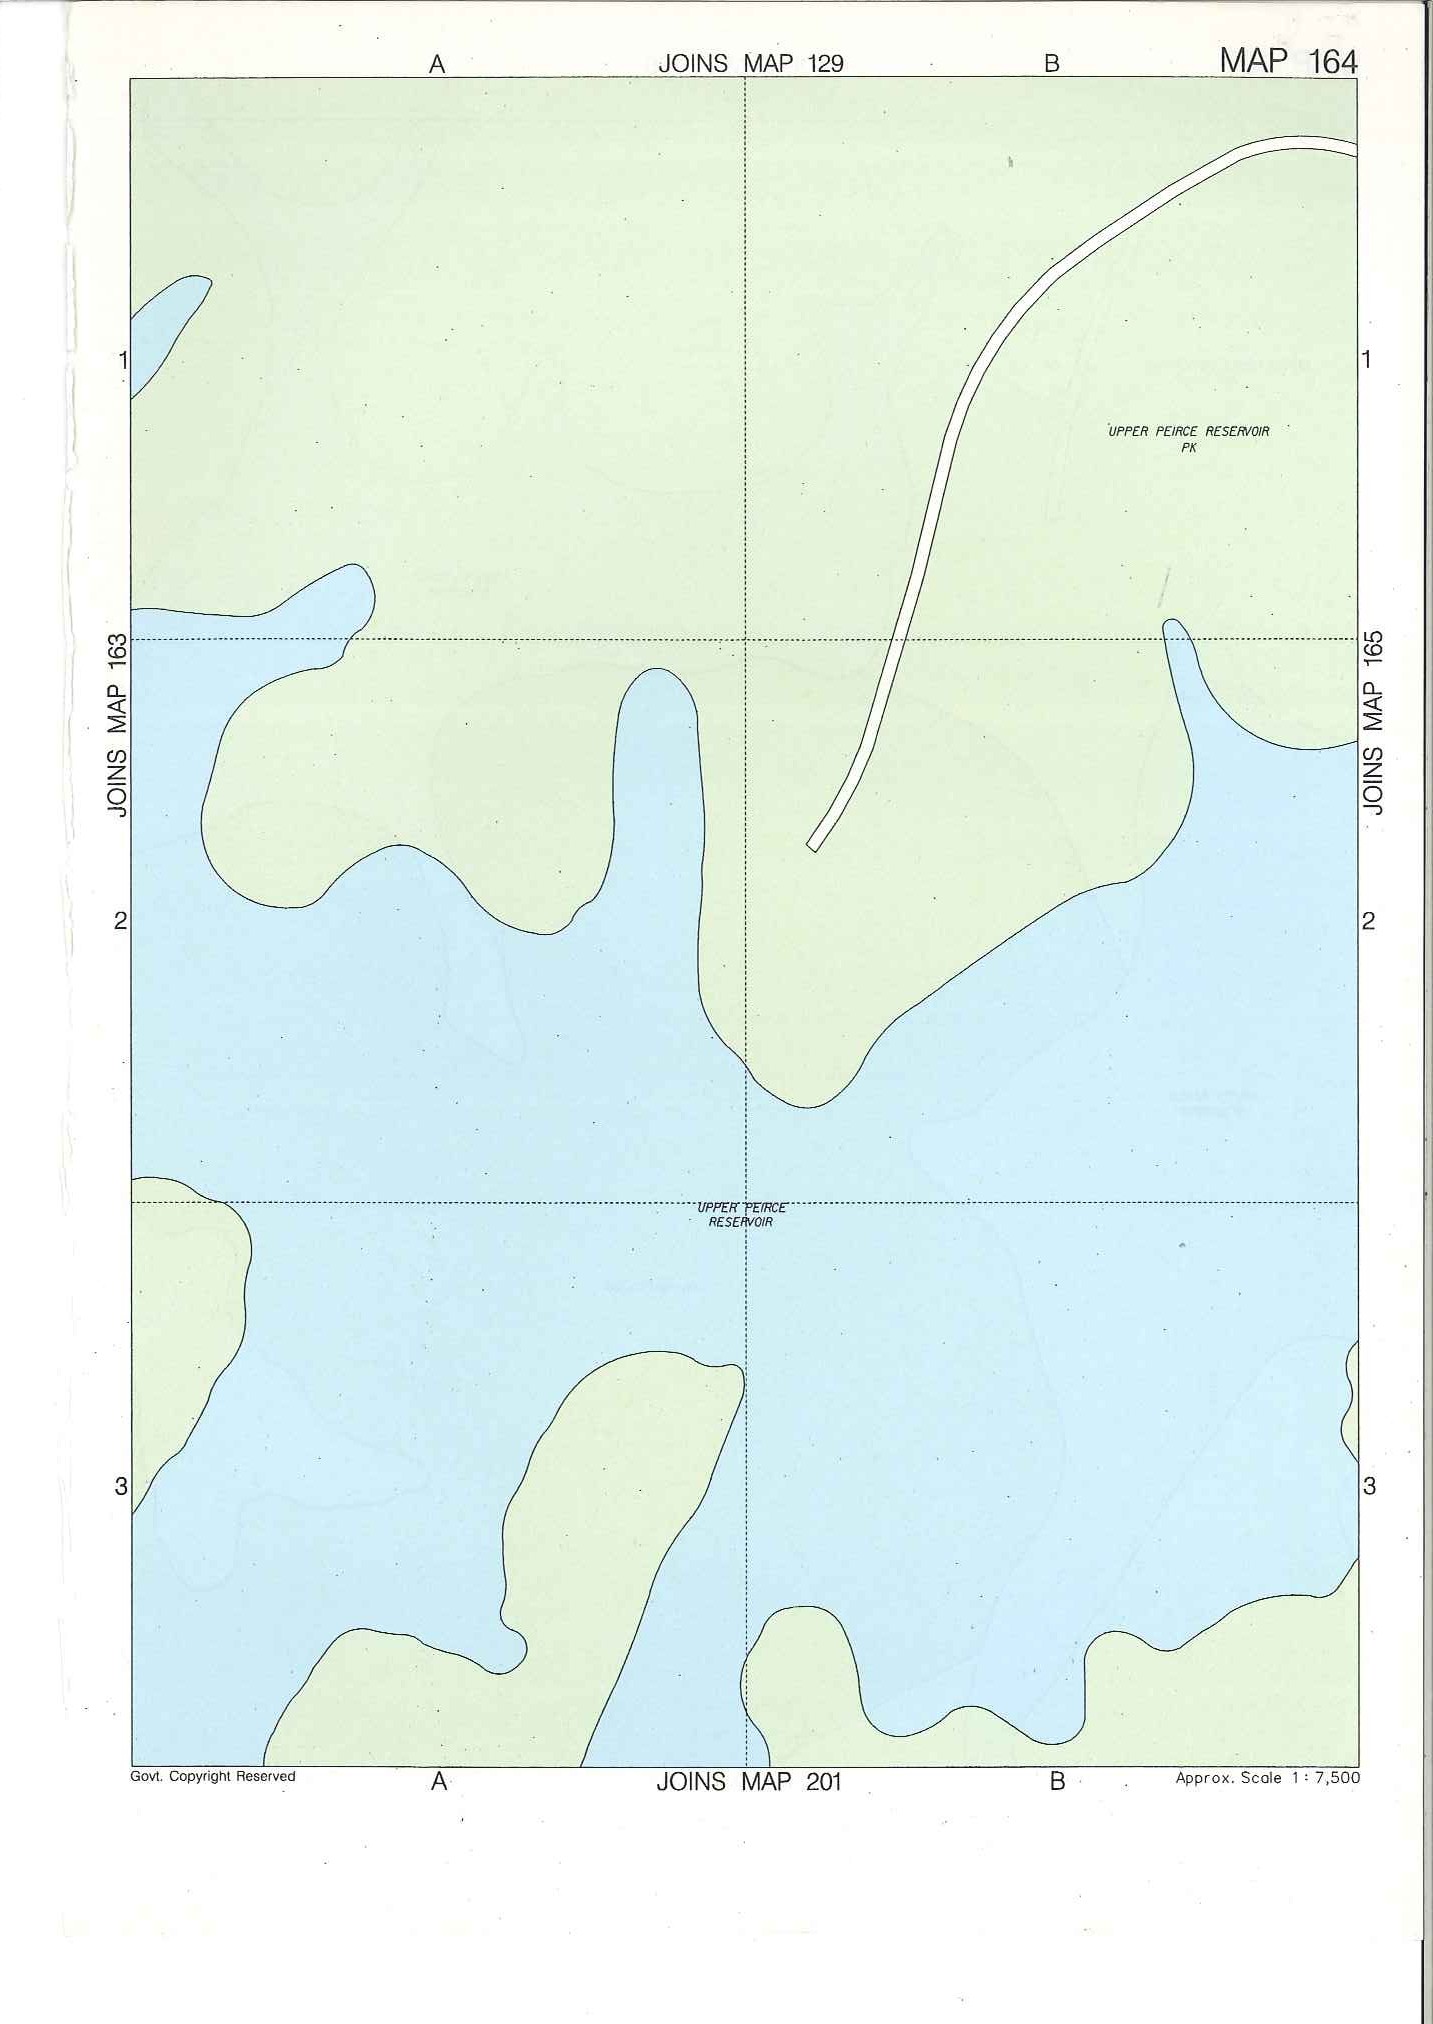 A JOINS MAP 129 B MAP 164
1 1
UPPER PEIRCE RESERVOIR
PK
JOINS MAP 163
JOINS MAP 165
2 2
UPPER PEIRCE
RESERVOIR
3 3
Govt. Copyright Reserved A JOINS MAP 201 B Approx. Scale 1 : 7,500